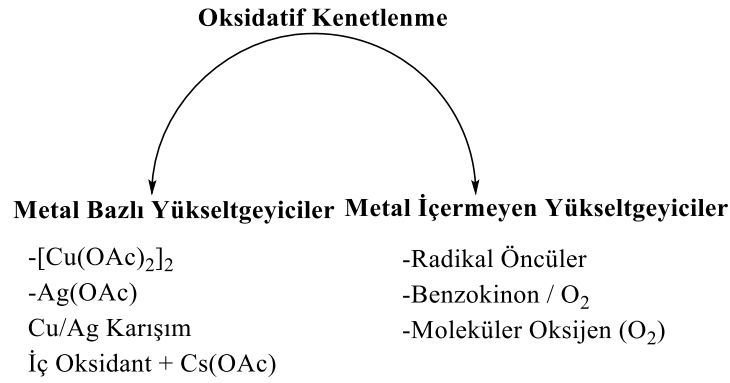 Oksidatif Kenetlenme
Metal Bazlı Yükseltgeyiciler
-[Cu(OAc)₂]₂
-Ag(OAc)
Cu/Ag Karışım
İç Oksidant + Cs(OAc)
Metal İçermeyen Yükseltgeyiciler
-Radikal Öncüler
-Benzokinon / O₂
-Moleküler Oksijen (O₂)